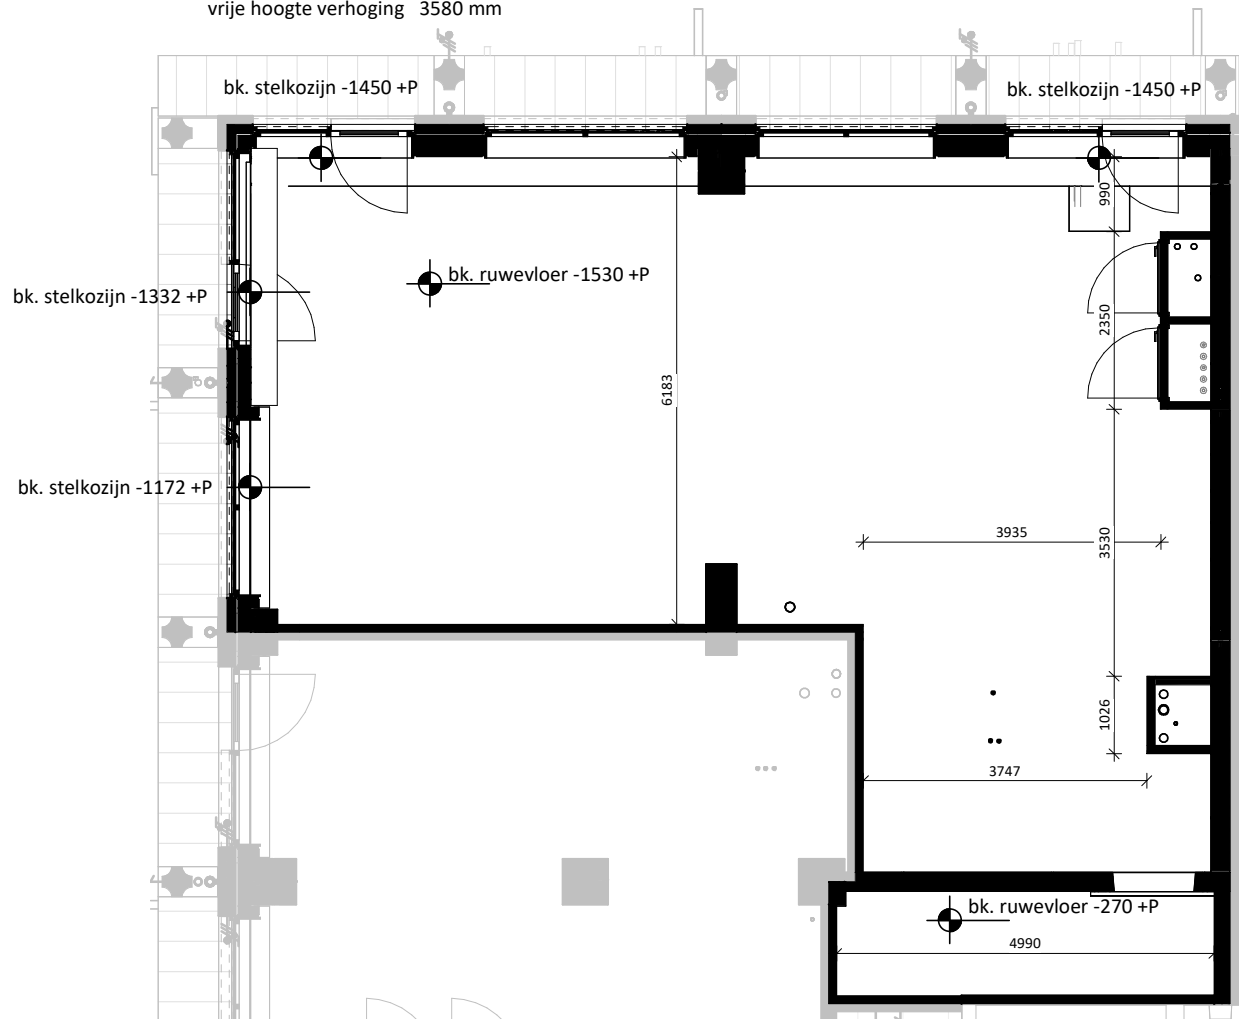 vrije hoogte verhoging 3580 mm
bk. stelkozijn -1450 +P
bk. stelkozijn -1450 +P
990
bk. ruwevloer -1530 +P
bk. stelkozijn -1332 +P
2350
6183
bk. stelkozijn -1172 +P
3935
3530
1026
3747
bk. ruwevloer -270 +P
4990